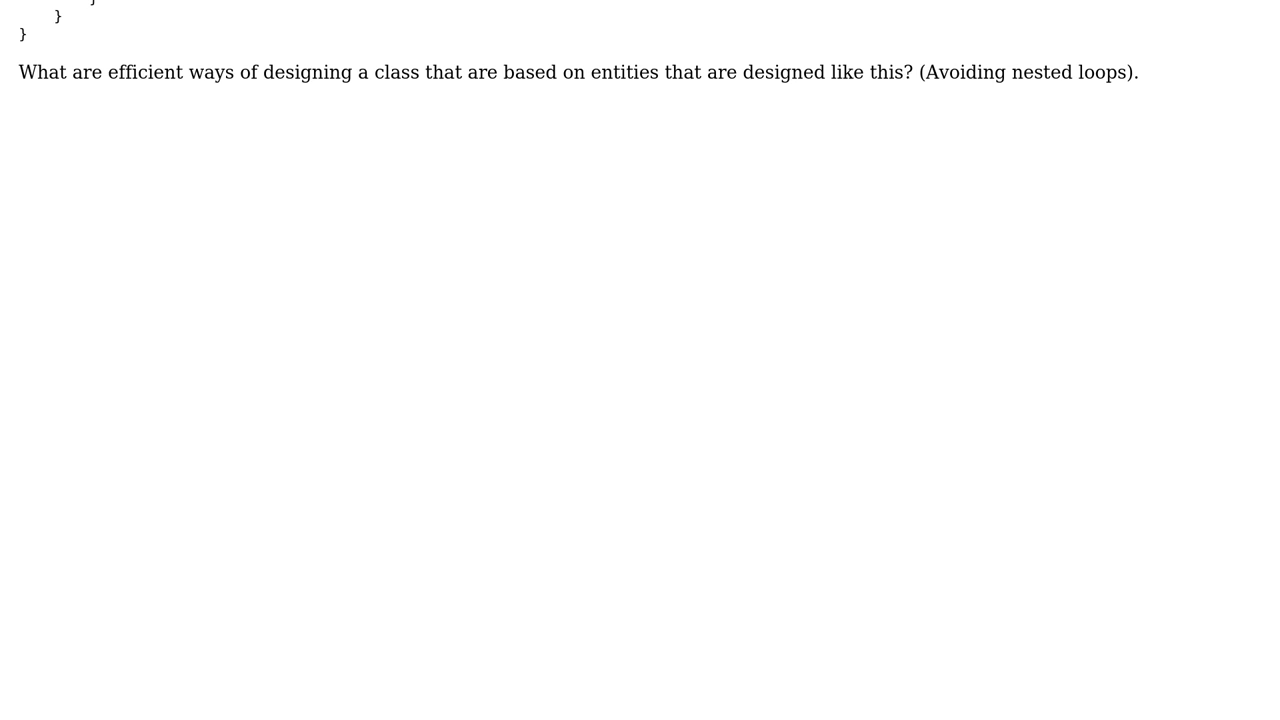 }
}
What are efficient ways of designing a class that are based on entities that are designed like this? (Avoiding nested loops).